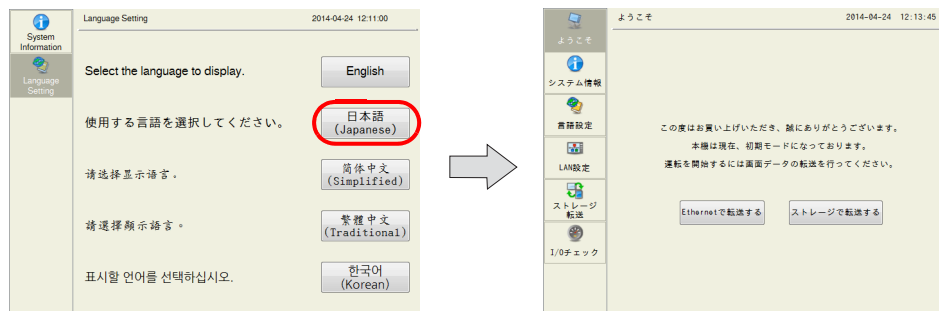 System
Information
Language
Setting
Language Setting
2014-04-24 12:11:00
Select the language to display.
English
使用する言語を選択してください。
日本語
(Japanese)
请选择显示语言。
简体中文
(Simplified)
請選擇顯示語言。
繁體中文
(Traditional)
표시할 언어를 선택하십시오.
한국어
(Korean)
ようこそ
システム情報
言語設定
LAN設定
ストレージ
転送
I/Oチェック
ようこそ
2014-04-24 12:13:45
この度はお買い上げいただき、誠にありがとうございます。
本機は現在、初期モードになっております。
運転を開始するには画面データの転送を行ってください。
Ethernetで転送する
ストレージで転送する